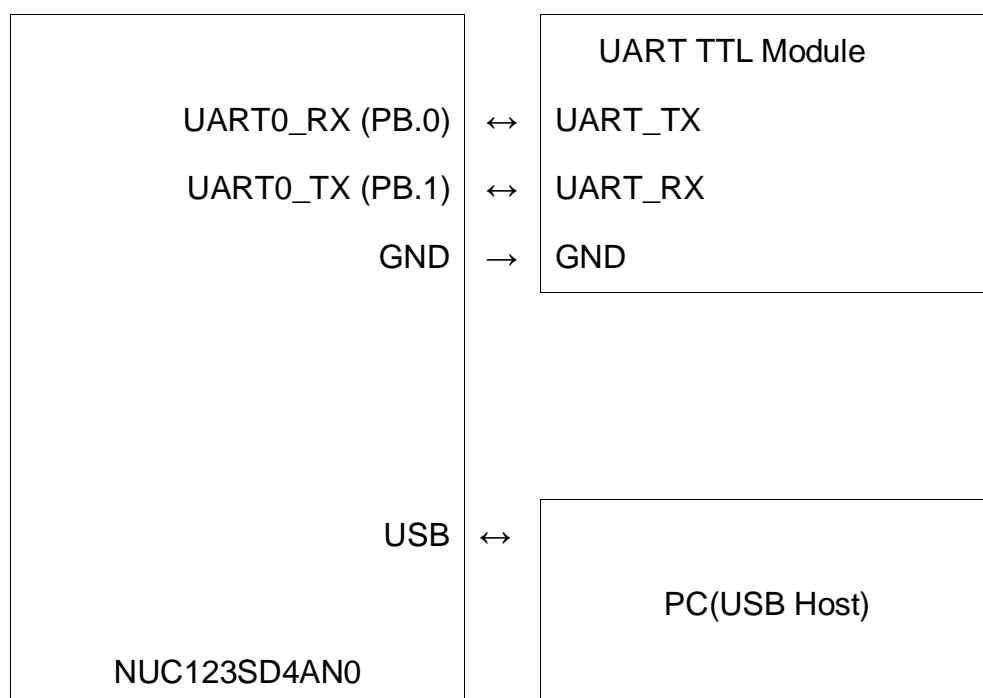 UART TTL Module
UART0_RX (PB.0) ↔ UART_TX
UART0_TX (PB.1) ↔ UART_RX
GND → GND
USB ↔
PC(USB Host)
NUC123SD4AN0